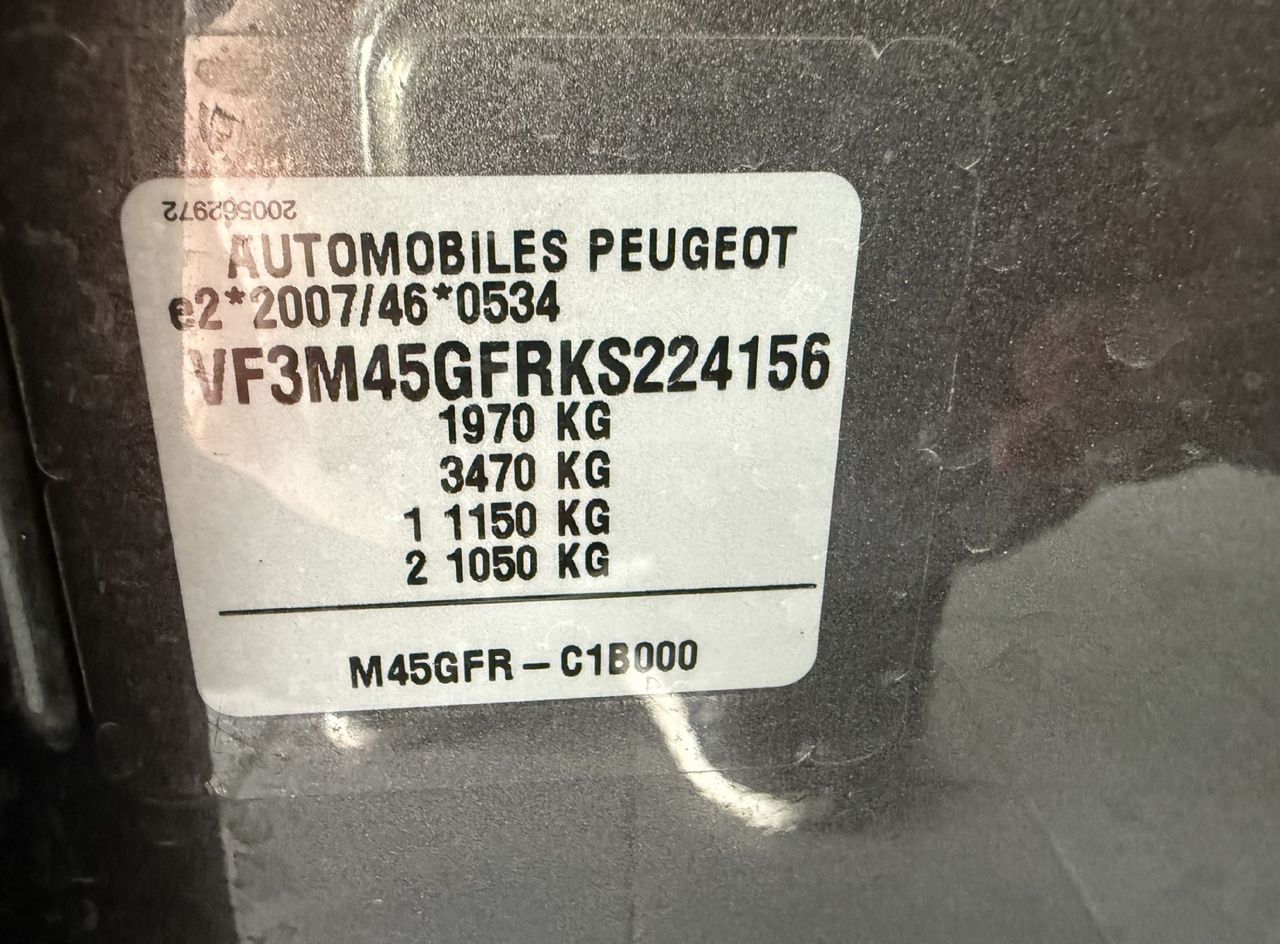 200562972
AUTOMOBILES PEUGEOT
e2*2007/46*0534
VF3M45GFRKS224156
1970 KG
3470 KG
1 1150 KG
2 1050 KG
M45GFR – C1B000